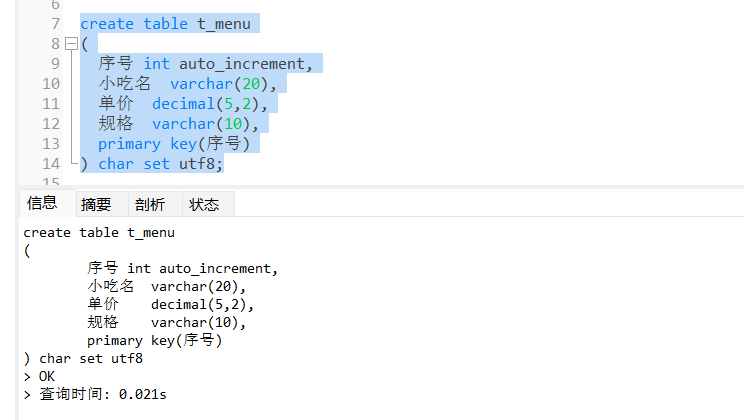 6
7 create table t_menu
8 (
9 序号 int auto_increment,
10 小吃名 varchar(20),
11 单价 decimal(5,2),
12 规格 varchar(10),
13 primary key(序号)
14 ) char set utf8;
15
信息 摘要 剖析 状态
create table t_menu
(
序号 int auto_increment,
小吃名 varchar(20),
单价 decimal(5,2),
规格 varchar(10),
primary key(序号)
) char set utf8
> OK
> 查询时间: 0.021s